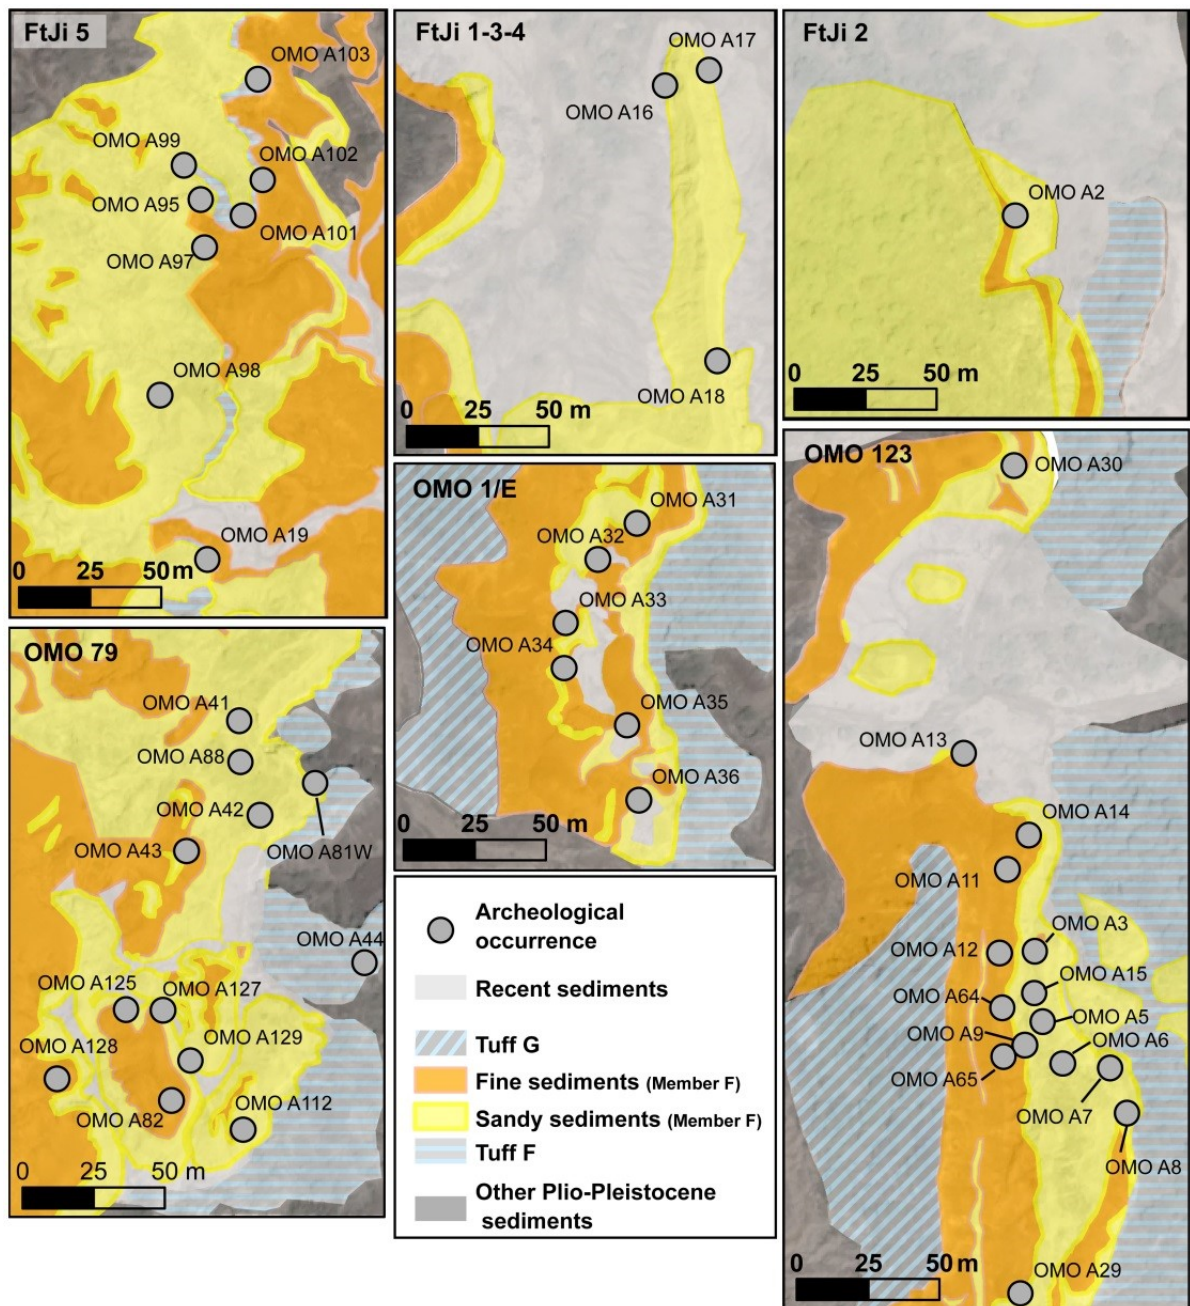 FtJi 5
OMO A103
OMO A99
OMO A102
OMO A95
OMO A101
OMO A97
OMO A98
OMO A19
0 25 50 m
FtJi 1-3-4
OMO A17
OMO A16
OMO A18
0 25 50 m
FtJi 2
OMO A2
0 25 50 m
OMO 79
OMO A41
OMO A88
OMO A42
OMO A81W
OMO A43
OMO A44
OMO A125
OMO A127
OMO A129
OMO A128
OMO A82
OMO A112
0 25 50 m
OMO 1/E
OMO A31
OMO A32
OMO A33
OMO A34
OMO A35
OMO A36
0 25 50 m
Archeological
occurrence
Recent sediments
Tuff G
Fine sediments (Member F)
Sandy sediments (Member F)
Tuff F
Other Plio-Pleistocene
sediments
OMO 123
OMO A30
OMO A13
OMO A14
OMO A11
OMO A12
OMO A3
OMO A15
OMO A64
OMO A5
OMO A9
OMO A6
OMO A65
OMO A7
OMO A8
OMO A29
0 25 50 m